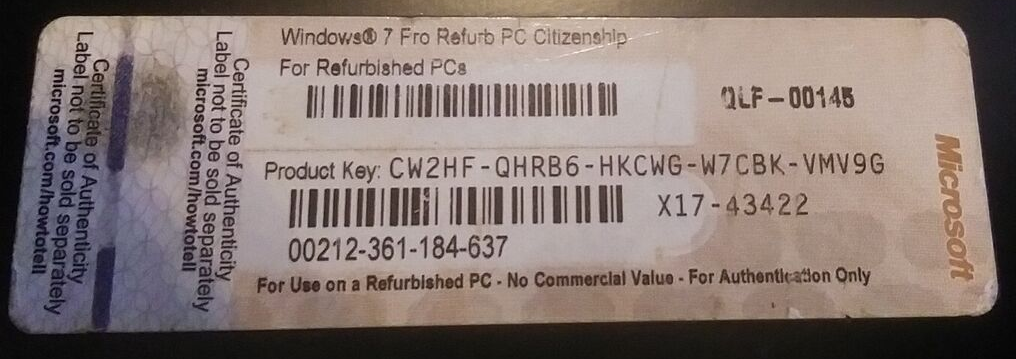 Windows® 7 Pro Refurb PC Citizenship
For Refurbished PCs
QLF-00145
Product Key: CW2HF-QHRB6-HKCWG-W7CBK-VMV9G
X17-43422
00212-361-184-637
For Use on a Refurbished PC - No Commercial Value - For Authentication Only
Certificate of Authenticity
Label not to be sold separately
microsoft.com/howtotell
Certificate of Authenticity
Label not to be sold separately
microsoft.com/howtotell
Microsoft